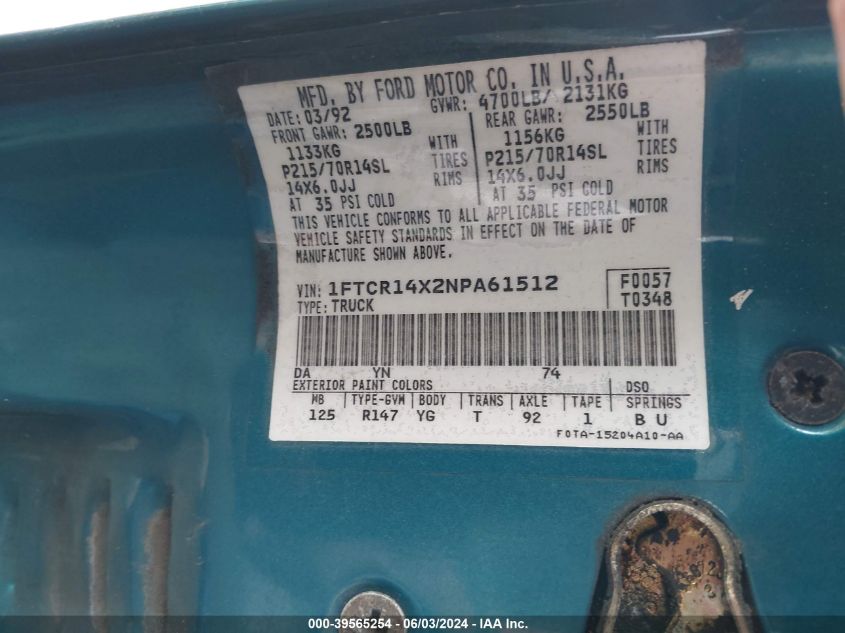 MFD. BY FORD MOTOR CO. IN U.S.A.
DATE: 03/92 GVWR: 4700LB/ 2131KG
FRONT GAWR: 2500LB REAR GAWR: 2550LB
1133KG WITH 1156KG WITH
P215/70R14SL TIRES P215/70R14SL TIRES
14X6.0JJ RIMS 14X6.0JJ RIMS
AT 35 PSI COLD AT 35 PSI COLD
THIS VEHICLE CONFORMS TO ALL APPLICABLE FEDERAL MOTOR
VEHICLE SAFETY STANDARDS IN EFFECT ON THE DATE OF
MANUFACTURE SHOWN ABOVE.
VIN: 1FTCR14X2NPA61512 F0057
TYPE: TRUCK T0348
DA YN 74
EXTERIOR PAINT COLORS DSO
WB TYPE-GVM BODY TRANS AXLE TAPE SPRINGS
125 R147 YG T 92 1 B U
F0TA-15204A10-AA
000-39565254 / 06/03/2024 - IAA Inc.